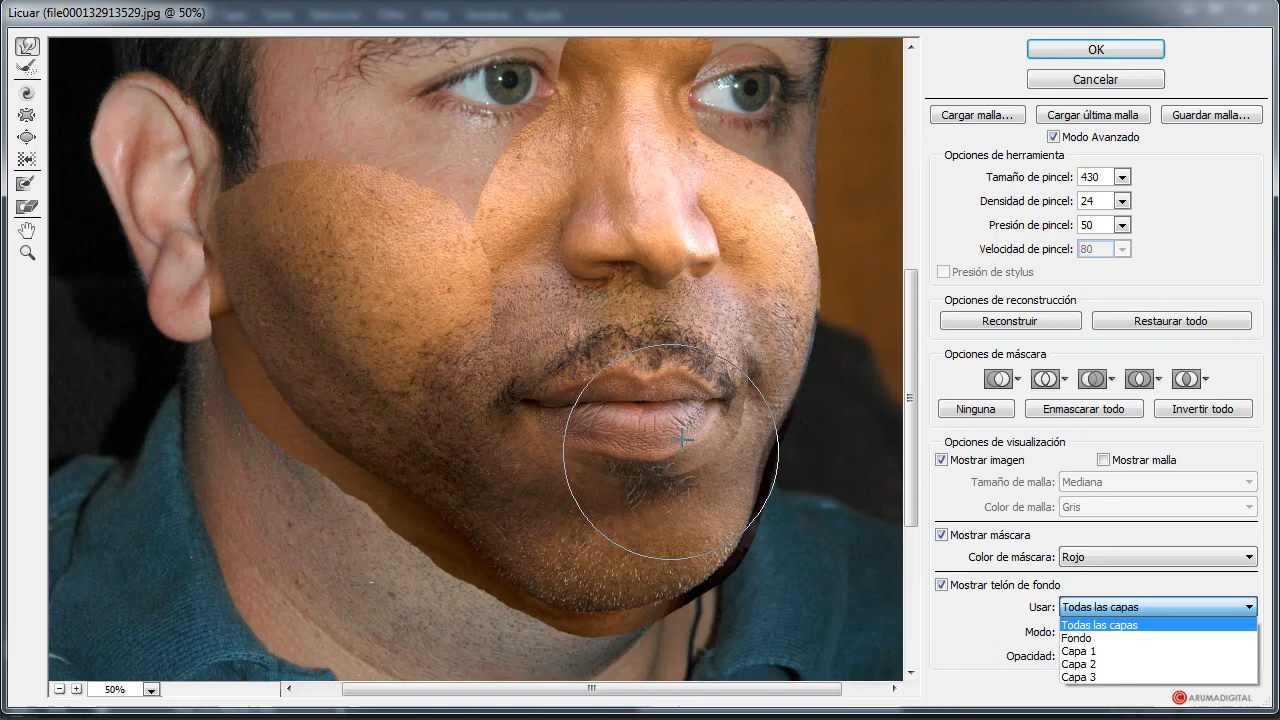 Licuar (file000132913529.jpg @ 50%)
OK
Cancelar
Cargar malla... Cargar última malla Guardar malla...
Modo Avanzado
Opciones de herramienta
Tamaño de pincel: 430
Densidad de pincel: 24
Presión de pincel: 50
Velocidad de pincel: 80
Presión de stylus
Opciones de reconstrucción
Reconstruir Restaurar todo
Opciones de máscara
Ninguna Enmascarar todo Invertir todo
Opciones de visualización
Mostrar imagen Mostrar malla
Tamaño de malla: Mediana
Color de malla: Gris
Mostrar máscara
Color de máscara: Rojo
Mostrar telón de fondo
Usar: Todas las capas
Todas las capas
Modo: Fondo
Capa 1
Opacidad: Capa 2
Capa 3
50%
ARUMADIGITAL